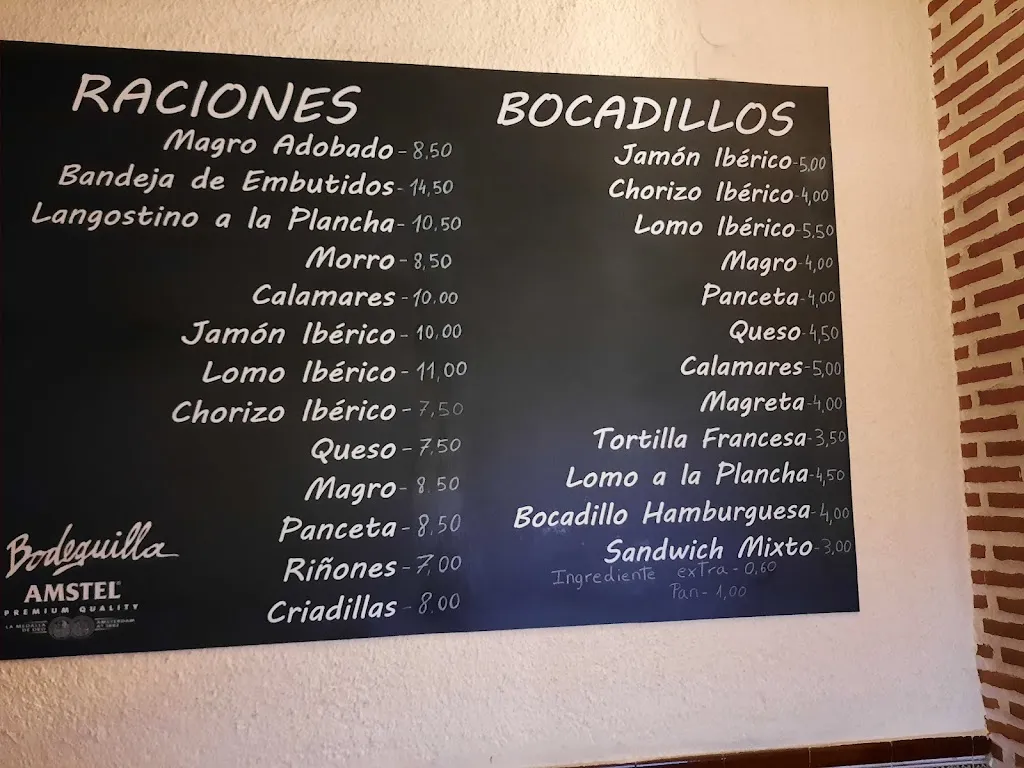 RACIONES
Magro Adobado - 8,50
Bandeja de Embutidos - 14,50
Langostino a la Plancha - 10,50
Morro - 8,50
Calamares - 10,00
Jamón Ibérico - 10,00
Lomo Ibérico - 11,00
Chorizo Ibérico - 7,50
Queso - 7,50
Magro - 8,50
Panceta - 8,50
Riñones - 7,00
Criadillas - 8,00
Bodeguilla
AMSTEL
PREMIUM QUALITY
LA MEDALLA DE ORO
AMSTERDAM
BOCADILLOS
Jamón Ibérico - 5,00
Chorizo Ibérico - 4,00
Lomo Ibérico - 5,50
Magro - 4,00
Panceta - 4,00
Queso - 4,50
Calamares - 5,00
Magreta - 4,00
Tortilla Francesa - 3,50
Lomo a la Plancha - 4,50
Bocadillo Hamburguesa - 4,00
Sandwich Mixto - 3,00
Ingrediente exTra - 0,60
Pan - 1,00